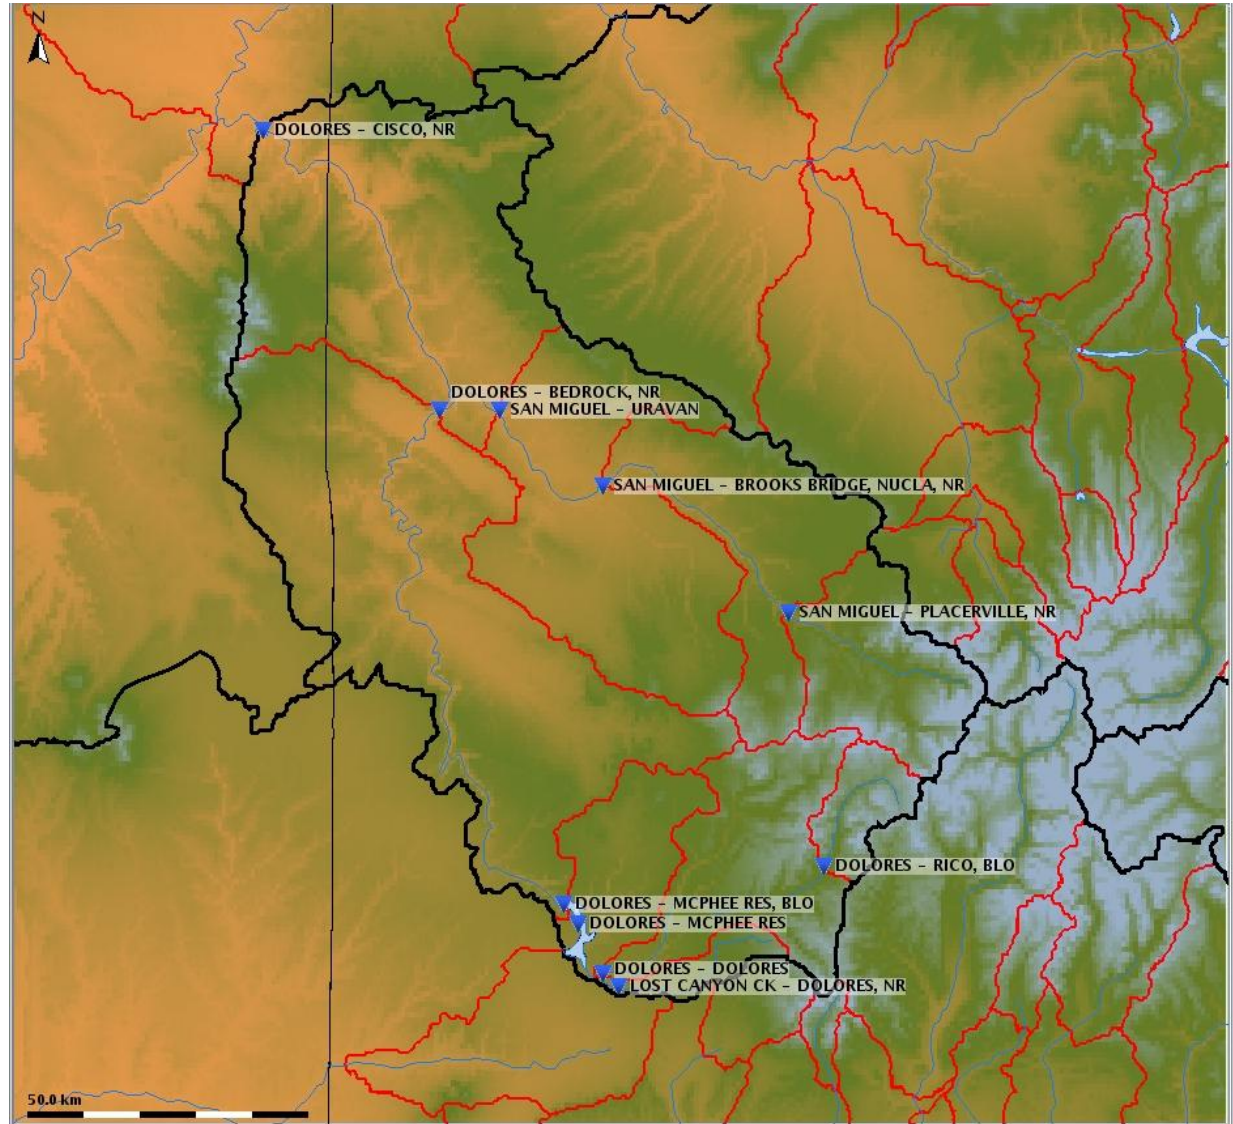 N
DOLORES - CISCO, NR
DOLORES - BEDROCK, NR
SAN MIGUEL - URAVAN
SAN MIGUEL - BROOKS BRIDGE, NUCLA, NR
SAN MIGUEL - PLACERVILLE, NR
DOLORES - RICO, BLO
DOLORES - MCPHEE RES, BLO
DOLORES - MCPHEE RES
DOLORES - DOLORES
LOST CANYON CK - DOLORES, NR
50.0 km